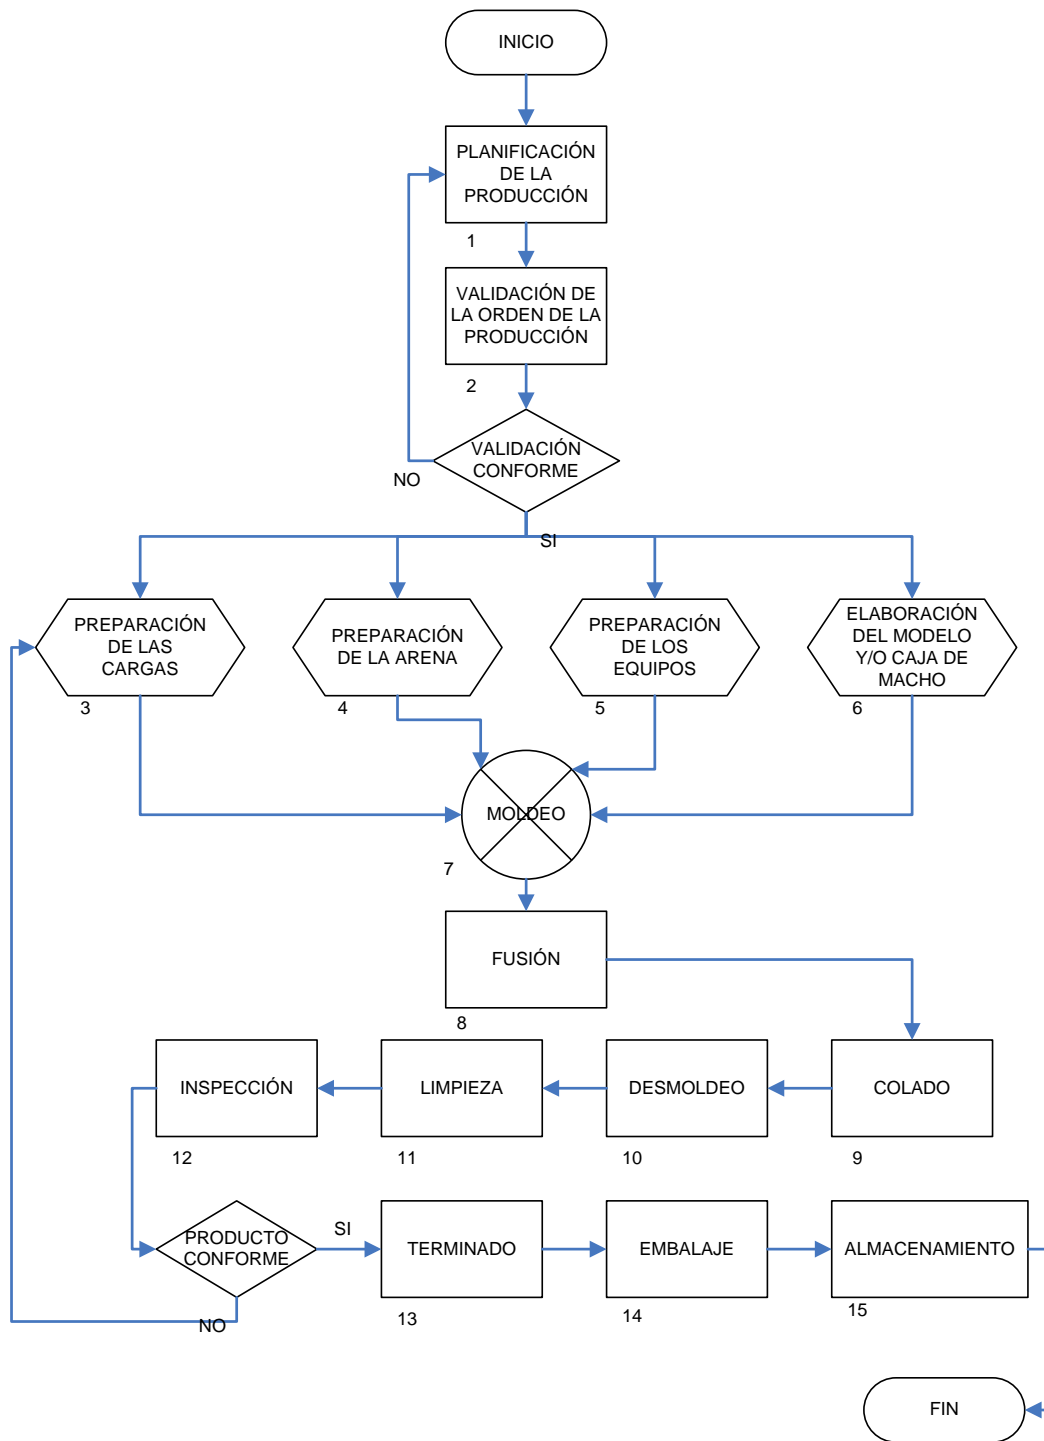 INICIO
PLANIFICACIÓN
DE LA
PRODUCCIÓN
1
VALIDACIÓN DE
LA ORDEN DE LA
PRODUCCIÓN
2
VALIDACIÓN
CONFORME
NO
SI
PREPARACIÓN
DE LAS
CARGAS
3
PREPARACIÓN
DE LA ARENA
4
PREPARACIÓN
DE LOS
EQUIPOS
5
ELABORACIÓN
DEL MODELO
Y/O CAJA DE
MACHO
6
MOLDEO
7
FUSIÓN
8
INSPECCIÓN
12
LIMPIEZA
11
DESMOLDEO
10
COLADO
9
PRODUCTO
CONFORME
SI
NO
TERMINADO
13
EMBALAJE
14
ALMACENAMIENTO
15
FIN